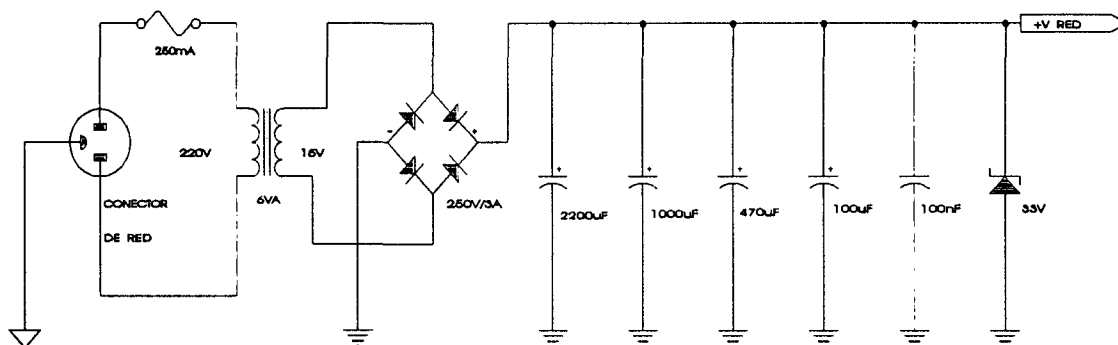 +V RED
250mA
220V
15V
6VA
CONECTOR
DE RED
-
+
250V/3A
+
2200uF
+
1000uF
+
470uF
+
100uF
100nF
33V